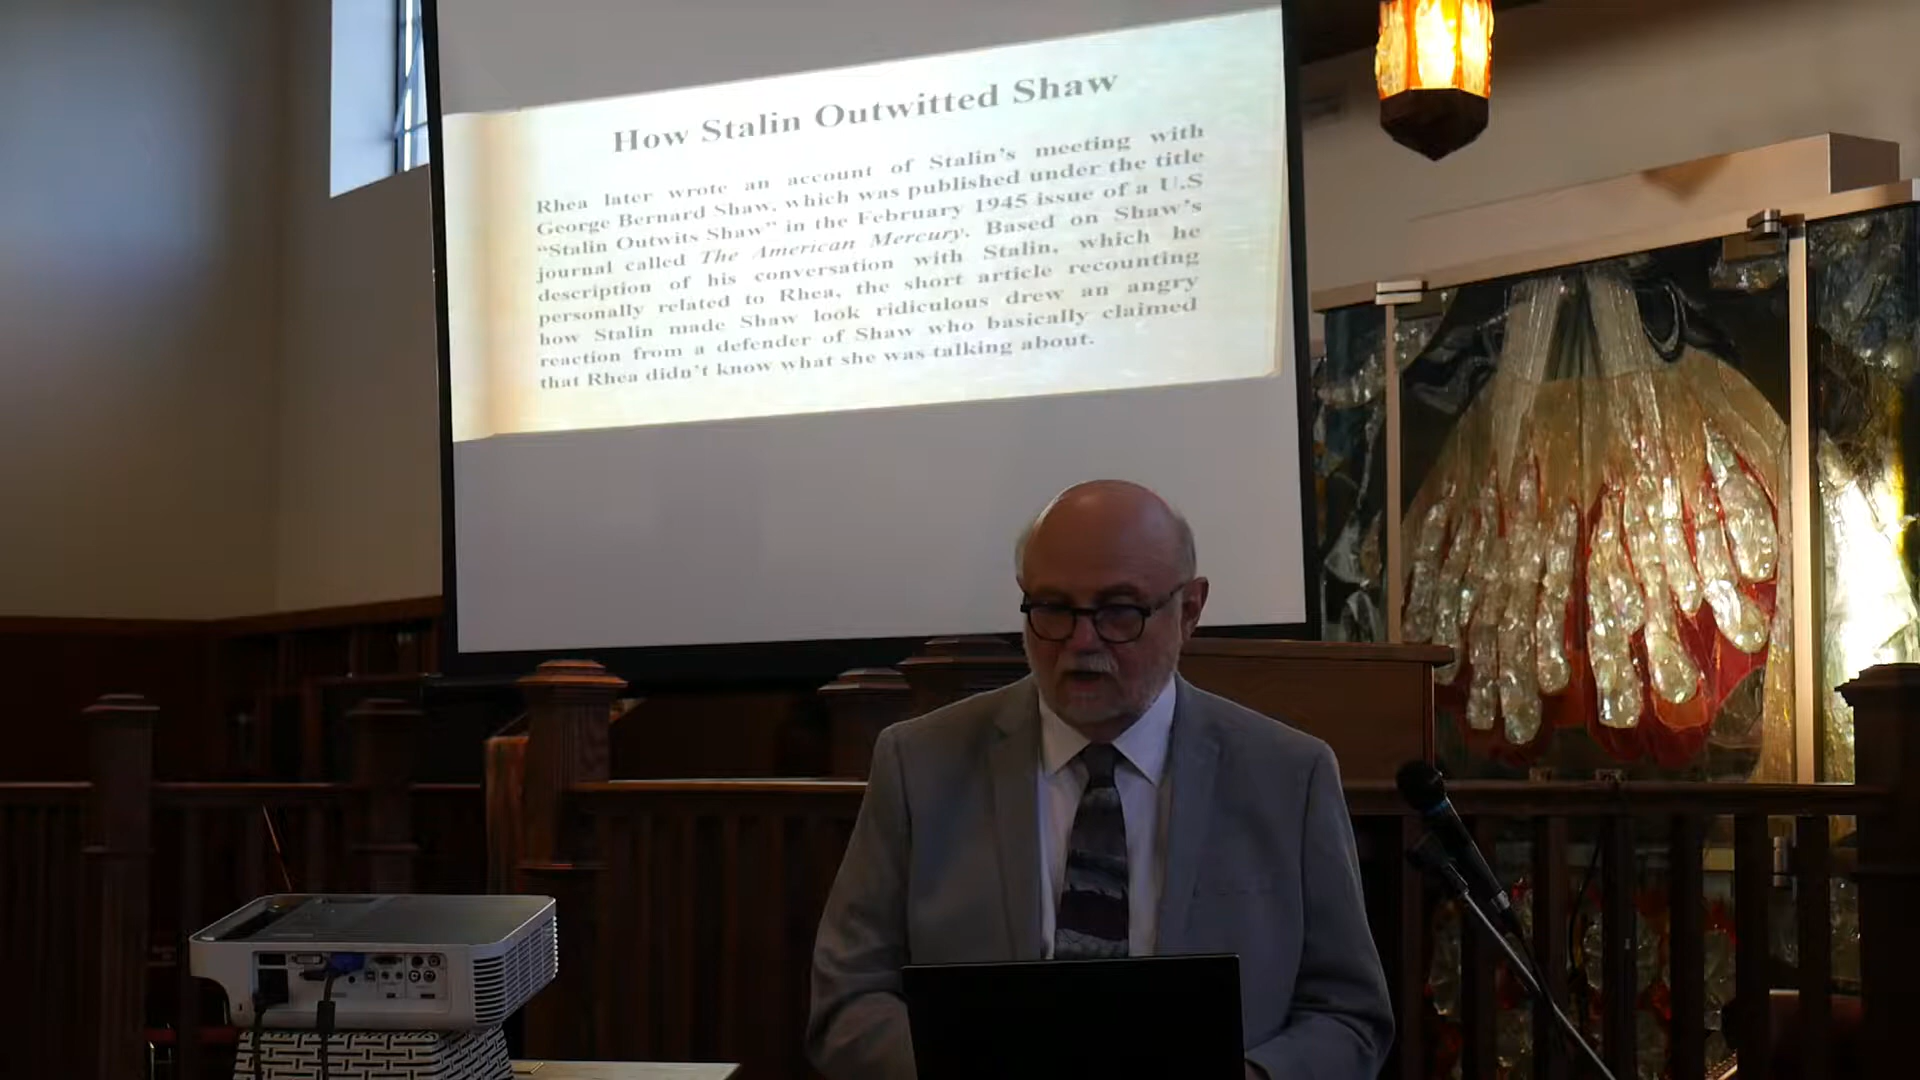 How Stalin Outwitted Shaw
Rhea later wrote an account of Stalin's meeting with
George Bernard Shaw, which was published under the title
"Stalin Outwits Shaw" in the February 1945 issue of a U.S
journal called The American Mercury. Based on Shaw's
description of his conversation with Stalin, which he
personally related to Rhea, the short article recounting
how Stalin made Shaw look ridiculous drew an angry
reaction from a defender of Shaw who basically claimed
that Rhea didn't know what she was talking about.